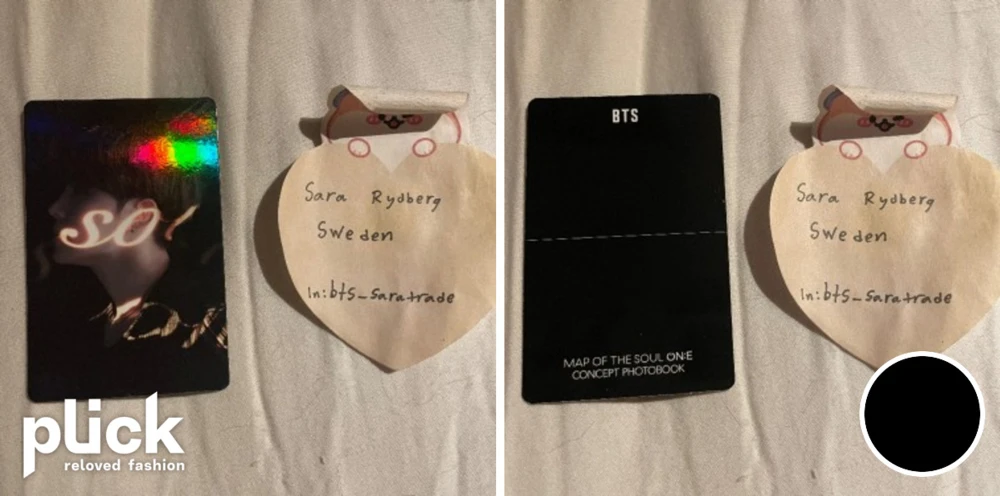 so
Sara Rydberg
Sweden
In: bts_saratrade
plick
reloved fashion
BTS
MAP OF THE SOUL ON:E
CONCEPT PHOTOBOOK
Sara Rydberg
Sweden
In: bts_saratrade